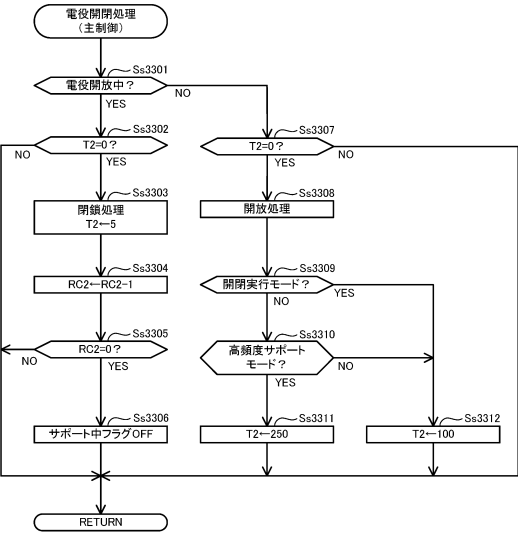 電役開閉処理
（主制御）
Ss3301
電役開放中？
NO
YES
Ss3302
T2=0？
NO
YES
Ss3307
T2=0？
NO
YES
Ss3303
閉鎖処理
T2←5
Ss3308
開放処理
Ss3304
RC2←RC2-1
Ss3309
開閉実行モード？
YES
NO
Ss3305
RC2=0？
NO
YES
Ss3310
高頻度サポート
モード？
NO
YES
Ss3306
サポート中フラグOFF
Ss3311
T2←250
Ss3312
T2←100
RETURN